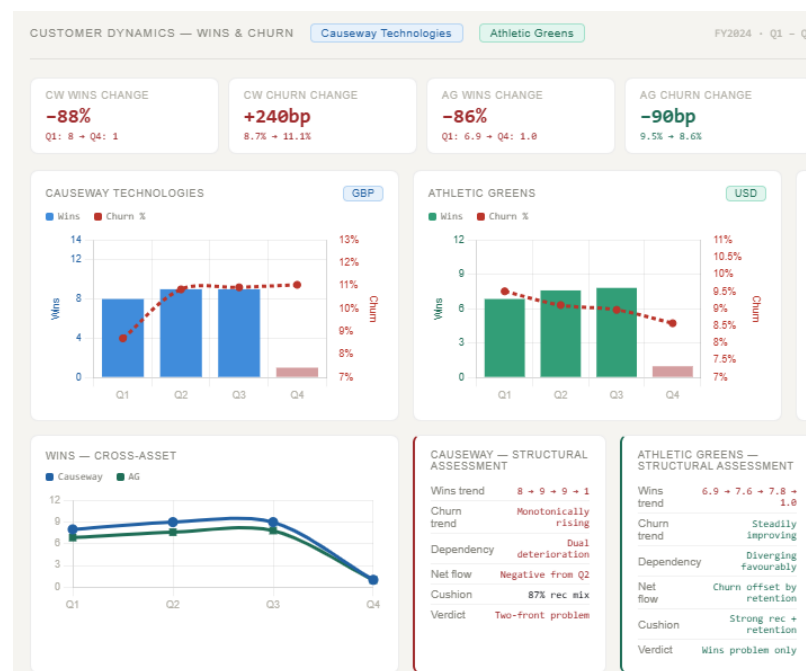 CUSTOMER DYNAMICS — WINS & CHURN
Causeway Technologies
Athletic Greens
FY2024 · Q1 – Q
CW WINS CHANGE
−88%
Q1: 8 → Q4: 1
CW CHURN CHANGE
+240bp
8.7% → 11.1%
AG WINS CHANGE
−86%
Q1: 6.9 → Q4: 1.0
AG CHURN CHANGE
−90bp
9.5% → 8.6%
CAUSEWAY TECHNOLOGIES
GBP
Wins
Churn %
14
12
8
4
0
Wins
13%
12%
11%
10%
9%
8%
7%
Churn
Q1
Q2
Q3
Q4
ATHLETIC GREENS
USD
Wins
Churn %
12
9
6
3
0
Wins
11%
10.5%
10%
9.5%
9%
8.5%
8%
7.5%
7%
Churn
Q1
Q2
Q3
Q4
WINS — CROSS-ASSET
Causeway
AG
12
9
6
3
0
Q1
Q2
Q3
Q4
CAUSEWAY — STRUCTURAL
ASSESSMENT
Wins trend
8 → 9 → 9 → 1
Churn
trend
Monotonically
rising
Dependency
Dual
deterioration
Net flow
Negative from Q2
Cushion
87% rec mix
Verdict
Two-front problem
ATHLETIC GREENS —
STRUCTURAL ASSESSMENT
Wins
trend
6.9 → 7.6 → 7.8 →
1.0
Churn
trend
Steadily
improving
Dependency
Diverging
favourably
Net
flow
Churn offset by
retention
Cushion
Strong rec +
retention
Verdict
Wins problem only